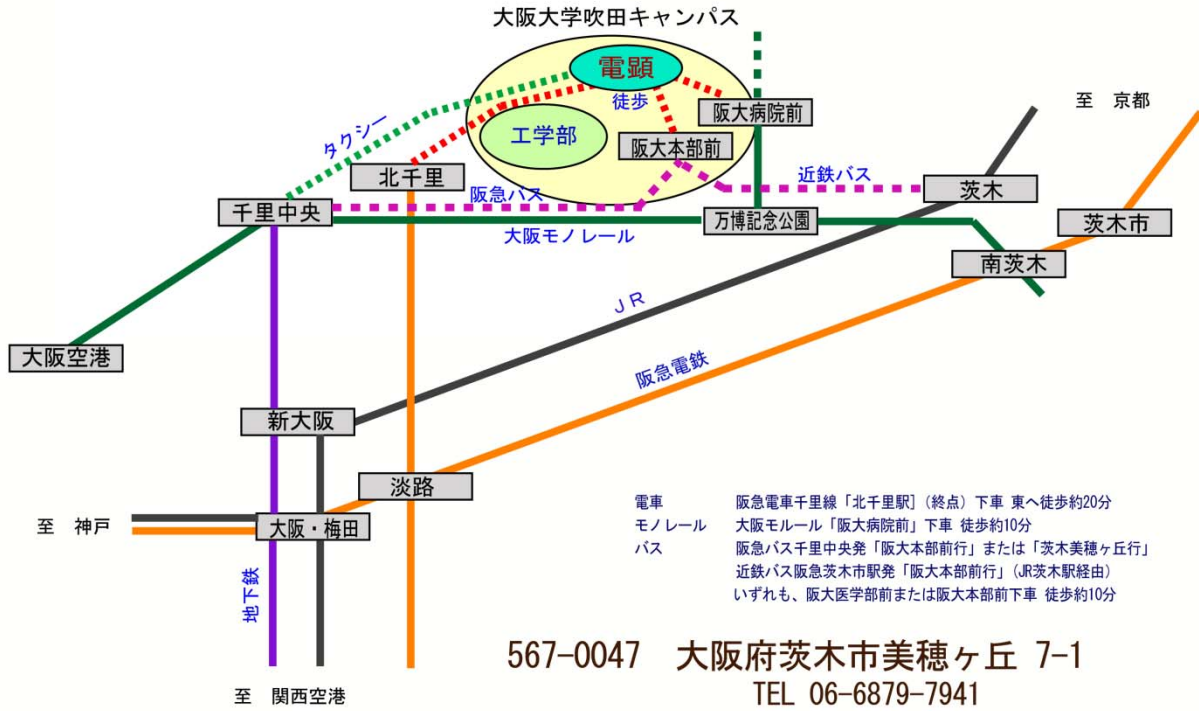 大阪大学吹田キャンパス
電顕
徒歩
阪大病院前
至 京都
タクシー
工学部
阪大本部前
北千里
阪急バス
近鉄バス
茨木
千里中央
万博記念公園
茨木市
大阪モノレール
南茨木
JR
大阪空港
阪急電鉄
新大阪
淡路
至 神戸
大阪・梅田
地下鉄
至 関西空港
電車 阪急電車千里線「北千里駅］(終点) 下車 東へ徒歩約20分
モノレール 大阪モルール「阪大病院前」下車 徒歩約10分
バス 阪急バス千里中央発「阪大本部前行」または「茨木美穂ヶ丘行」
近鉄バス阪急茨木市駅発「阪大本部前行」(JR茨木駅経由)
いずれも、阪大医学部前または阪大本部前下車 徒歩約10分
567-0047 大阪府茨木市美穂ヶ丘 7-1
TEL 06-6879-7941